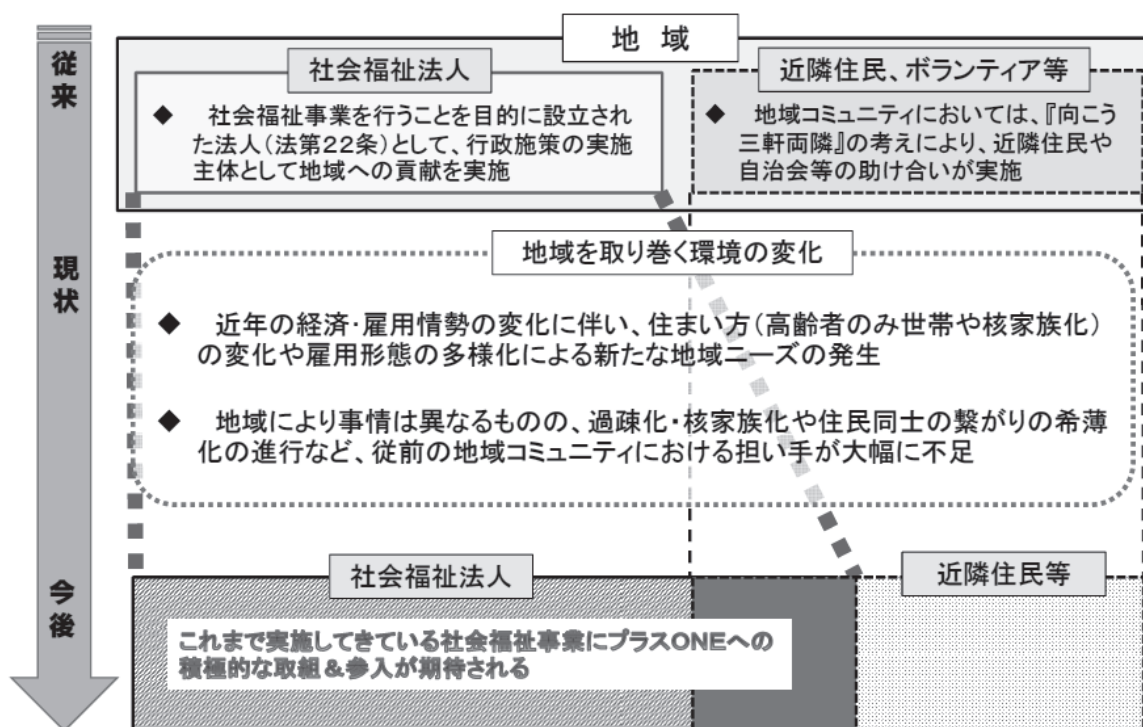 地 域
従来
社会福祉法人
◆ 社会福祉事業を行うことを目的に設立され
た法人(法第22条)として、行政施策の実施
主体として地域への貢献を実施
近隣住民、ボランティア等
◆ 地域コミュニティにおいては、『向こう
三軒両隣』の考えにより、近隣住民や
自治会等の助け合いが実施
現状
地域を取り巻く環境の変化
◆ 近年の経済・雇用情勢の変化に伴い、住まい方(高齢者のみ世帯や核家族化)
の変化や雇用形態の多様化による新たな地域ニーズの発生
◆ 地域により事情は異なるものの、過疎化・核家族化や住民同士の繋がりの希薄
化の進行など、従前の地域コミュニティにおける担い手が大幅に不足
今後
社会福祉法人
これまで実施してきている社会福祉事業にプラスONEへの
積極的な取組&参入が期待される
近隣住民等